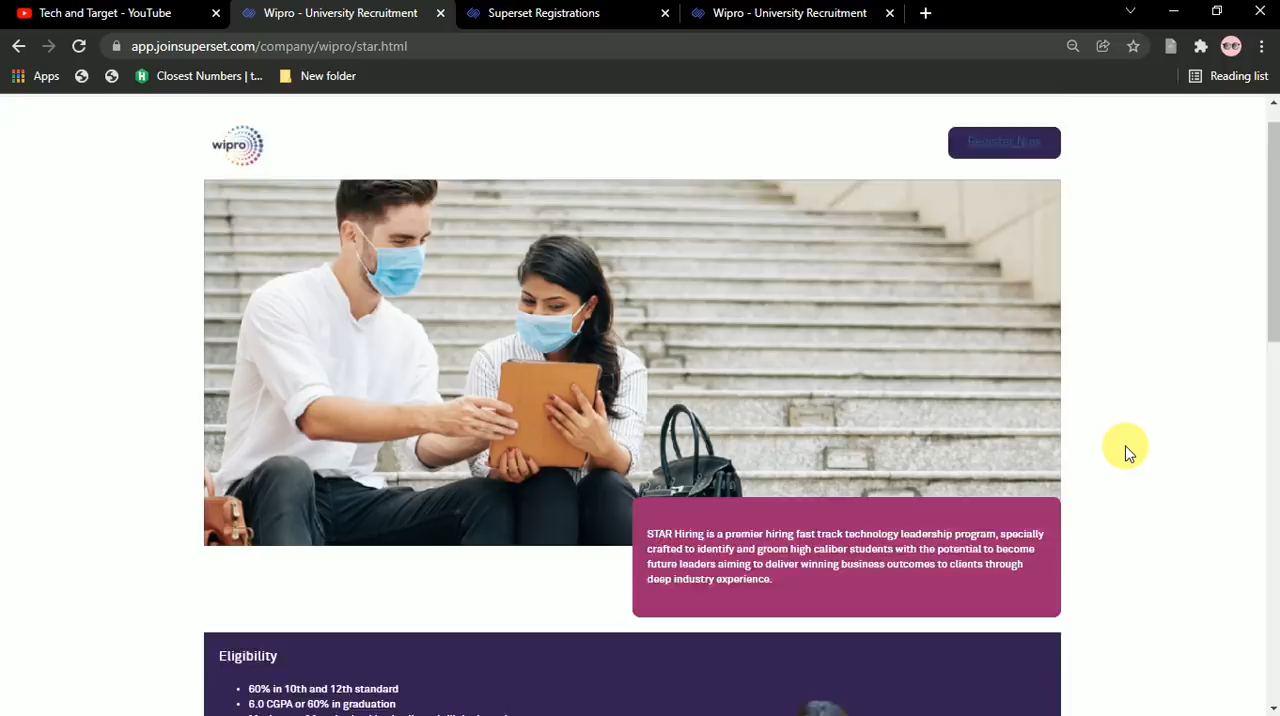 Tech and Target - YouTube
Wipro - University Recruitment
Superset Registrations
Wipro - University Recruitment
app.joinsuperset.com/company/wipro/star.html
Apps
Closest Numbers | t...
New folder
Reading list
wipro
Register Now
STAR Hiring is a premier hiring fast track technology leadership program, specially
crafted to identify and groom high caliber students with the potential to become
future leaders aiming to deliver winning business outcomes to clients through
deep industry experience.
Eligibility
• 60% in 10th and 12th standard
• 6.0 CGPA or 60% in graduation